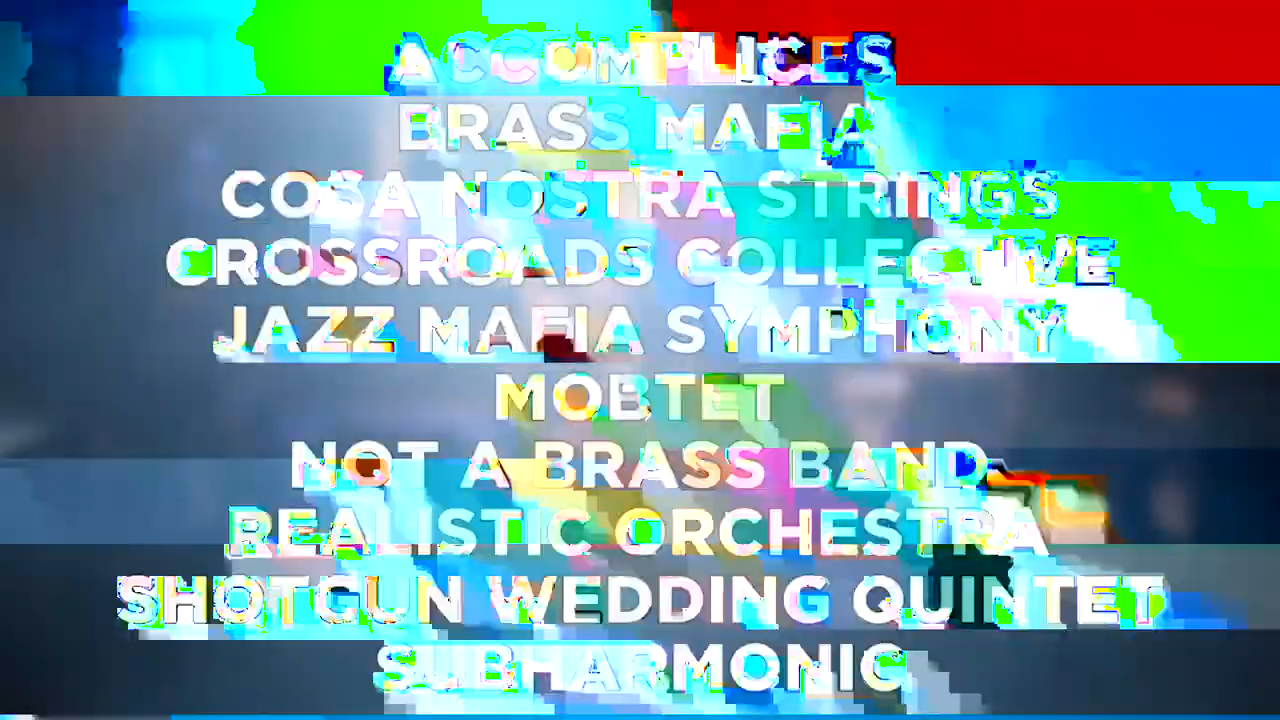 ACCOMPLICES
BRASS MAFIA
COSA NOSTRA STRINGS
CROSSROADS COLLECTIVE
JAZZ MAFIA SYMPHONY
MOBTET
NOT A BRASS BAND
REALISTIC ORCHESTRA
SHOTGUN WEDDING QUINTET
SUBHARMONIC